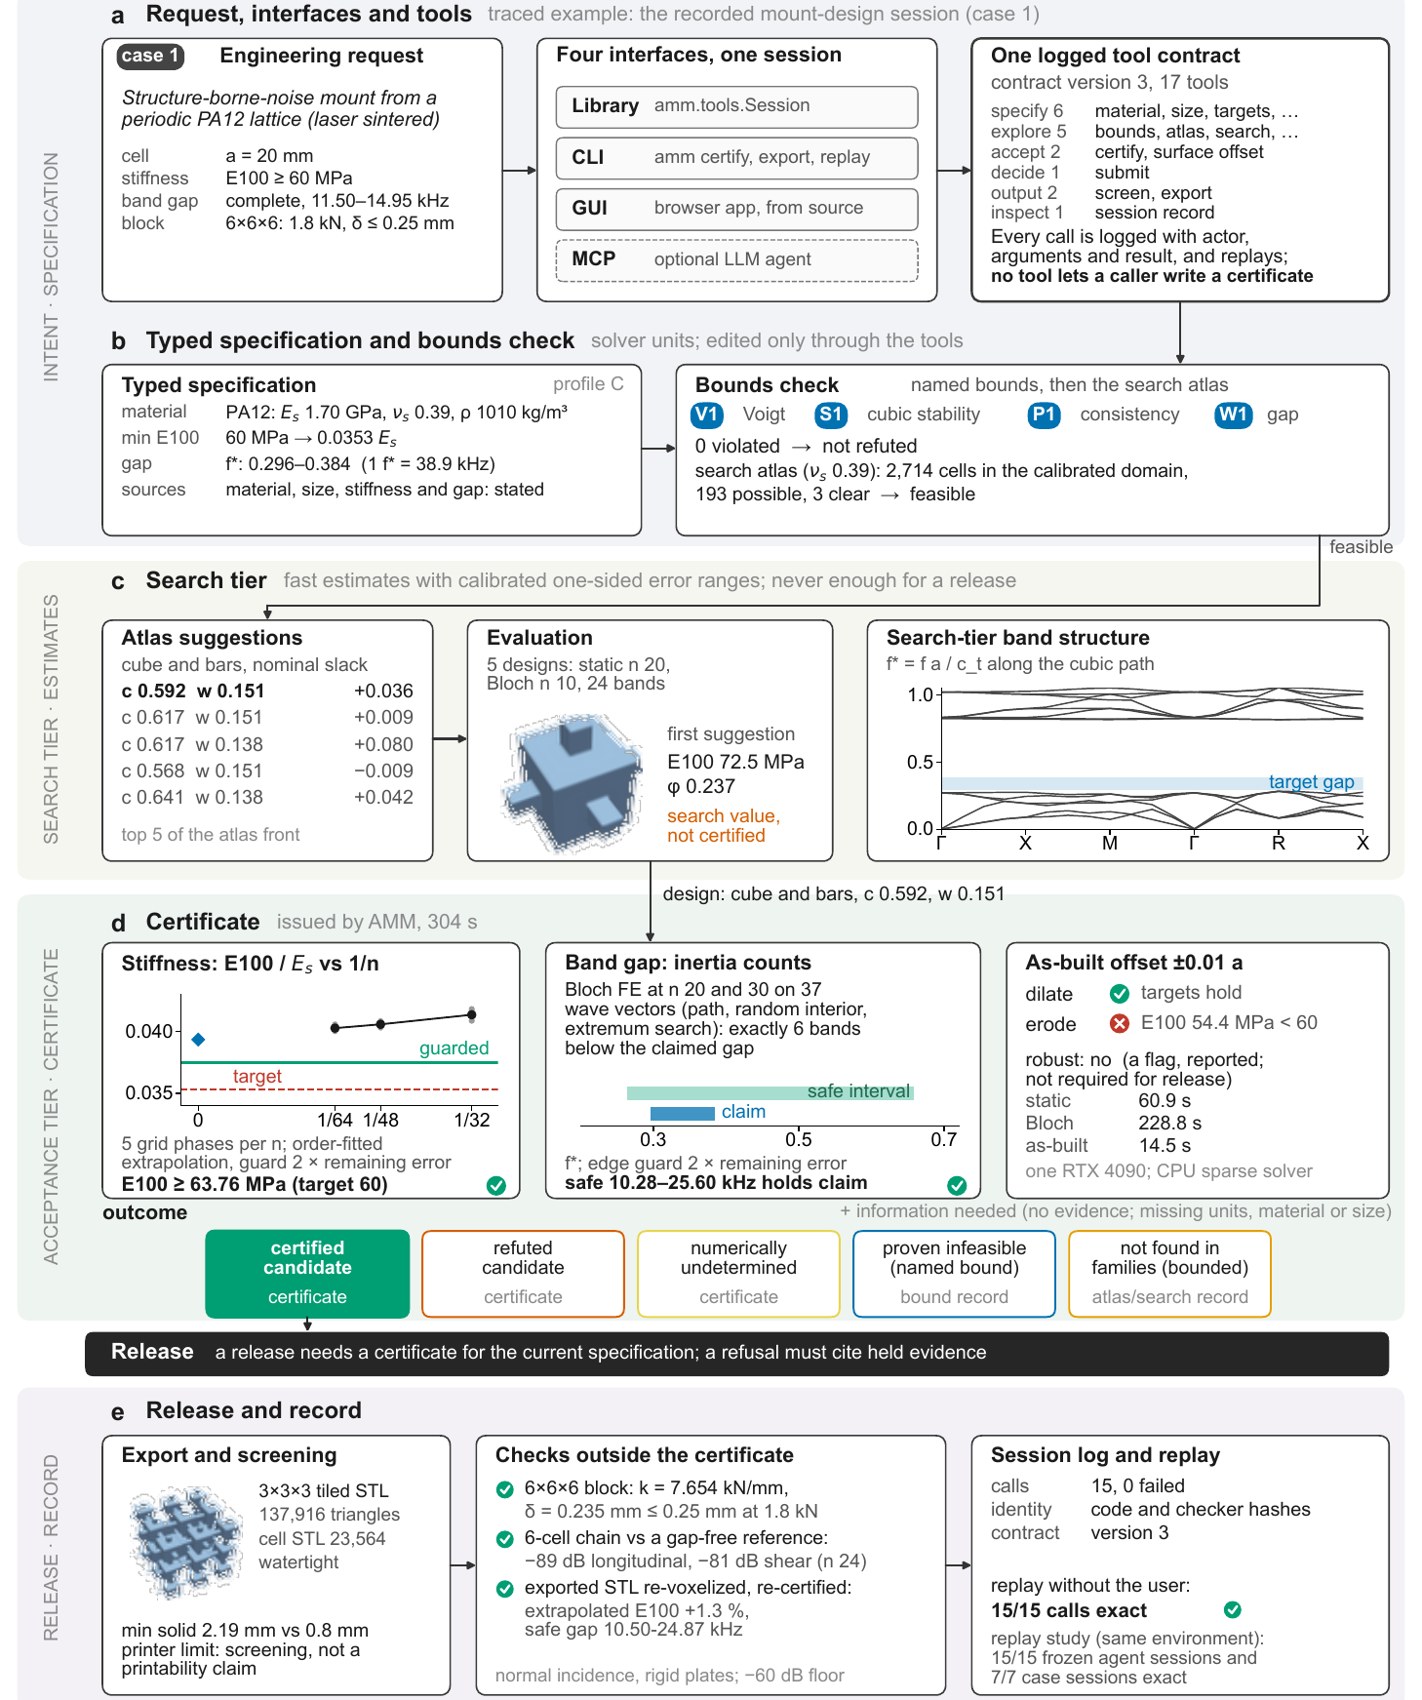 a Request, interfaces and tools traced example: the recorded mount-design session (case 1)
INTENT · SPECIFICATION
case 1 Engineering request
Structure-borne-noise mount from a
periodic PA12 lattice (laser sintered)
cell a = 20 mm
stiffness E100 ≥ 60 MPa
band gap complete, 11.50–14.95 kHz
block 6×6×6: 1.8 kN, δ ≤ 0.25 mm
Four interfaces, one session
Library amm.tools.Session
CLI amm certify, export, replay
GUI browser app, from source
MCP optional LLM agent
One logged tool contract
contract version 3, 17 tools
specify 6 material, size, targets, …
explore 5 bounds, atlas, search, …
accept 2 certify, surface offset
decide 1 submit
output 2 screen, export
inspect 1 session record
Every call is logged with actor,
arguments and result, and replays;
no tool lets a caller write a certificate
b Typed specification and bounds check solver units; edited only through the tools
Typed specification profile C
material PA12: Es 1.70 GPa, νs 0.39, ρ 1010 kg/m³
min E100 60 MPa → 0.0353 Es
gap f*: 0.296–0.384 (1 f* = 38.9 kHz)
sources material, size, stiffness and gap: stated
Bounds check named bounds, then the search atlas
V1 Voigt S1 cubic stability P1 consistency W1 gap
0 violated → not refuted
search atlas (νs 0.39): 2,714 cells in the calibrated domain,
193 possible, 3 clear → feasible
feasible
c Search tier fast estimates with calibrated one-sided error ranges; never enough for a release
SEARCH TIER · ESTIMATES
Atlas suggestions
cube and bars, nominal slack
c 0.592 w 0.151 +0.036
c 0.617 w 0.151 +0.009
c 0.617 w 0.138 +0.080
c 0.568 w 0.151 −0.009
c 0.641 w 0.138 +0.042
top 5 of the atlas front
Evaluation
5 designs: static n 20,
Bloch n 10, 24 bands
first suggestion
E100 72.5 MPa
φ 0.237
search value,
not certified
Search-tier band structure
f* = f a / c_t along the cubic path
1.0
0.5
target gap
0.0
Γ X M Γ R X
design: cube and bars, c 0.592, w 0.151
d Certificate issued by AMM, 304 s
ACCEPTANCE TIER · CERTIFICATE
Stiffness: E100 / Es vs 1/n
0.040
guarded
target
0.035
0 1/64 1/48 1/32
5 grid phases per n; order-fitted
extrapolation, guard 2 × remaining error
E100 ≥ 63.76 MPa (target 60)
Band gap: inertia counts
Bloch FE at n 20 and 30 on 37
wave vectors (path, random interior,
extremum search): exactly 6 bands
below the claimed gap
safe interval
claim
0.3 0.5 0.7
f*; edge guard 2 × remaining error
safe 10.28–25.60 kHz holds claim
As-built offset ±0.01 a
dilate targets hold
erode E100 54.4 MPa < 60
robust: no (a flag, reported;
not required for release)
static 60.9 s
Bloch 228.8 s
as-built 14.5 s
one RTX 4090; CPU sparse solver
outcome + information needed (no evidence; missing units, material or size)
certified
candidate
certificate
refuted
candidate
certificate
numerically
undetermined
certificate
proven infeasible
(named bound)
bound record
not found in
families (bounded)
atlas/search record
Release a release needs a certificate for the current specification; a refusal must cite held evidence
e Release and record
RELEASE · RECORD
Export and screening
3×3×3 tiled STL
137,916 triangles
cell STL 23,564
watertight
min solid 2.19 mm vs 0.8 mm
printer limit: screening, not a
printability claim
Checks outside the certificate
6×6×6 block: k = 7.654 kN/mm,
δ = 0.235 mm ≤ 0.25 mm at 1.8 kN
6-cell chain vs a gap-free reference:
−89 dB longitudinal, −81 dB shear (n 24)
exported STL re-voxelized, re-certified:
extrapolated E100 +1.3 %,
safe gap 10.50-24.87 kHz
normal incidence, rigid plates; −60 dB floor
Session log and replay
calls 15, 0 failed
identity code and checker hashes
contract version 3
replay without the user:
15/15 calls exact
replay study (same environment):
15/15 frozen agent sessions and
7/7 case sessions exact